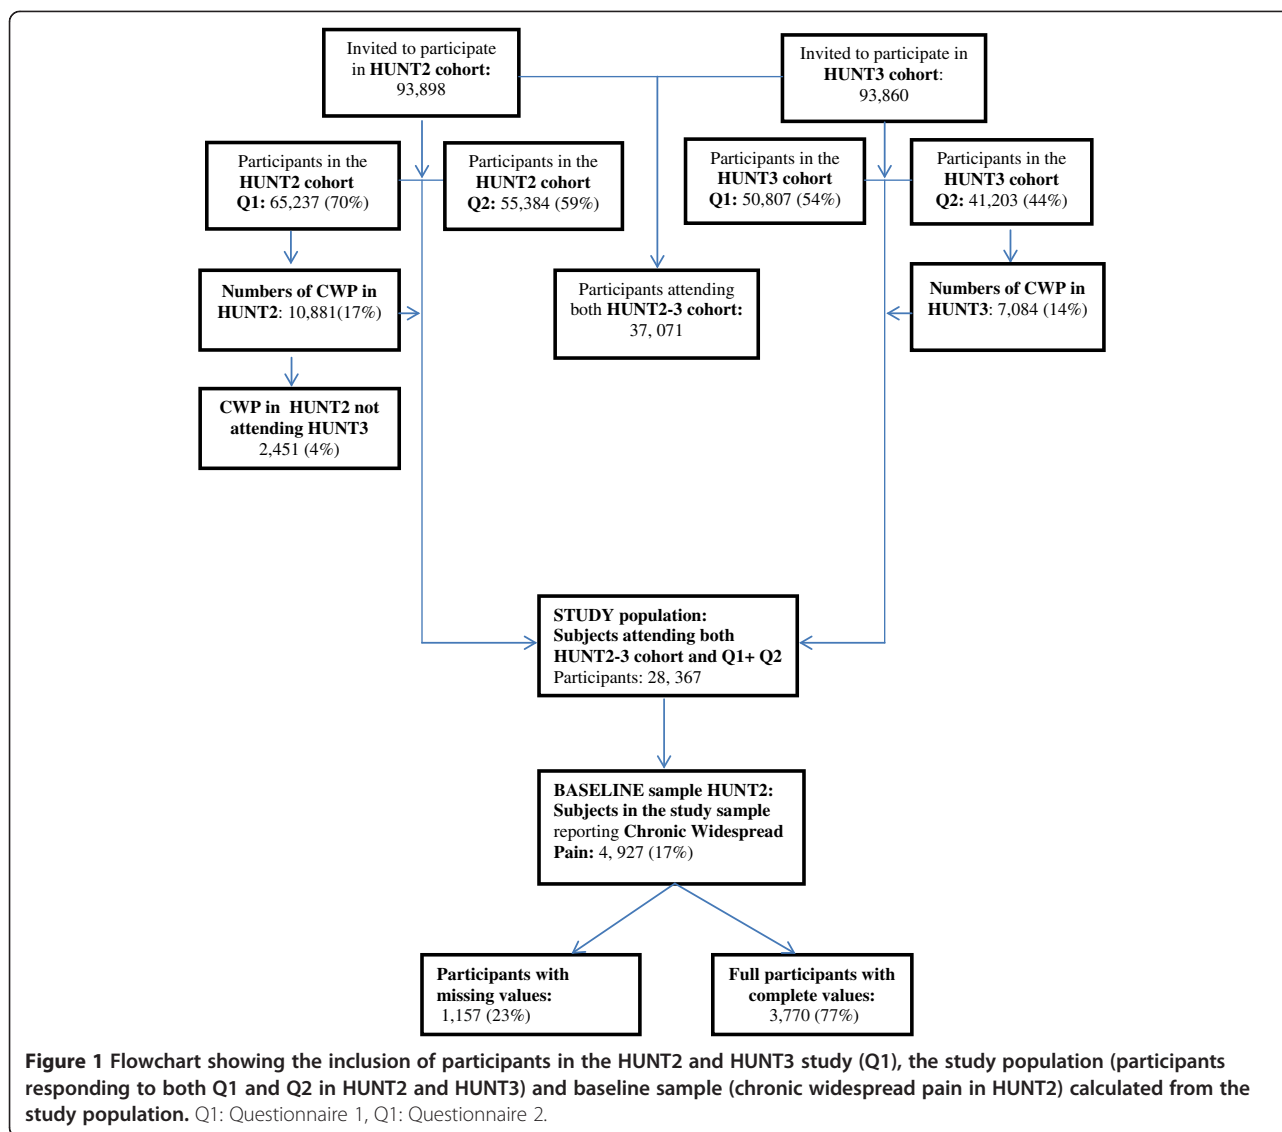 Invited to participate
in HUNT2 cohort:
93,898
Invited to participate in
HUNT3 cohort:
93,860
Participants in the
HUNT2 cohort
Q1: 65,237 (70%)
Participants in the
HUNT2 cohort
Q2: 55,384 (59%)
Participants in the
HUNT3 cohort
Q1: 50,807 (54%)
Participants in the
HUNT3 cohort
Q2: 41,203 (44%)
Numbers of CWP in
HUNT2: 10,881(17%)
Participants attending
both HUNT2-3 cohort:
37, 071
Numbers of CWP in
HUNT3: 7,084 (14%)
CWP in HUNT2 not
attending HUNT3
2,451 (4%)
STUDY population:
Subjects attending both
HUNT2-3 cohort and Q1+ Q2
Participants: 28, 367
BASELINE sample HUNT2:
Subjects in the study sample
reporting Chronic Widespread
Pain: 4, 927 (17%)
Participants with
missing values:
1,157 (23%)
Full participants with
complete values:
3,770 (77%)
Figure 1 Flowchart showing the inclusion of participants in the HUNT2 and HUNT3 study (Q1), the study population (participants
responding to both Q1 and Q2 in HUNT2 and HUNT3) and baseline sample (chronic widespread pain in HUNT2) calculated from the
study population. Q1: Questionnaire 1, Q1: Questionnaire 2.